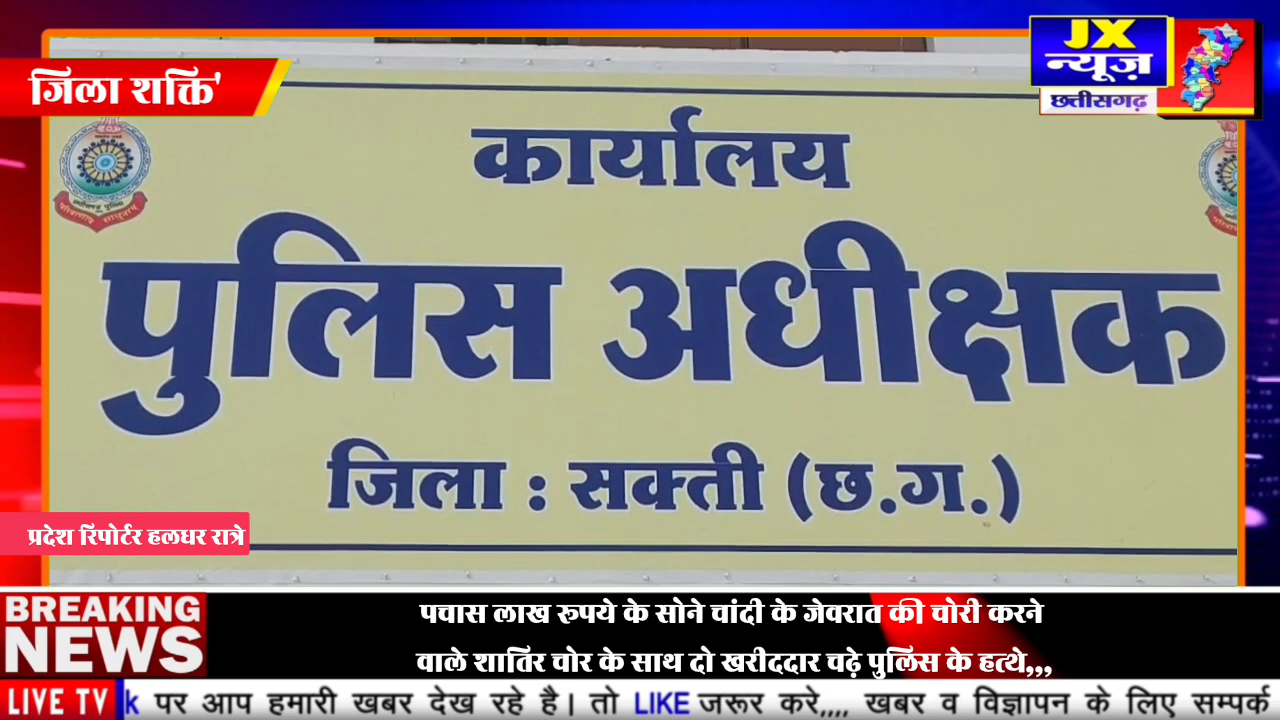 JX
न्यूज़
छत्तीसगढ़
जिला शक्ति'
कार्यालय
पुलिस अधीक्षक
जिला : सक्ती (छ.ग.)
प्रदेश रिपोर्टर हलधर रात्रे
BREAKING
NEWS
पचास लाख रूपये के सोने चांदी के जेवरात की चोरी करने
वाले शातिर चोर के साथ दो खरीददार चढ़े पुलिस के हत्थे,,,
LIVE TV
k पर आप हमारी खबर देख रहे है। तो LIKE जरूर करे,,,, खबर व विज्ञापन के लिए सम्पर्क